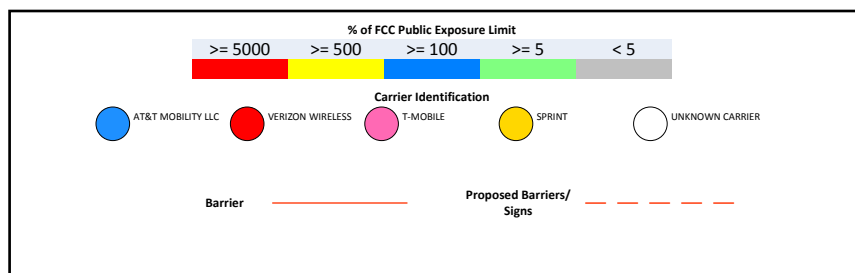 % of FCC Public Exposure Limit
>= 5000 >= 500 >= 100 >= 5 < 5
Carrier Identification
AT&T MOBILITY LLC VERIZON WIRELESS T-MOBILE SPRINT UNKNOWN CARRIER
Barrier Proposed Barriers/
Signs